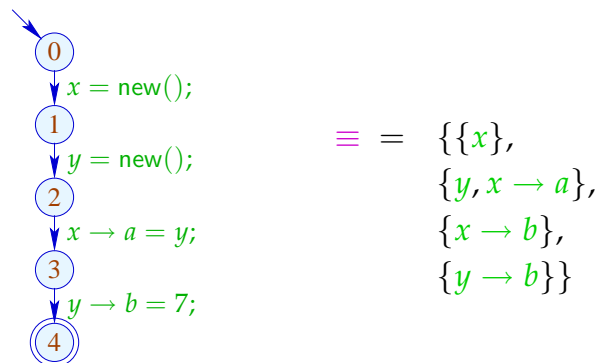 0
x = new();
1
y = new();
2
x → a = y;
3
y → b = 7;
4
≡ = {{x},
{y, x → a},
{x → b},
{y → b}}